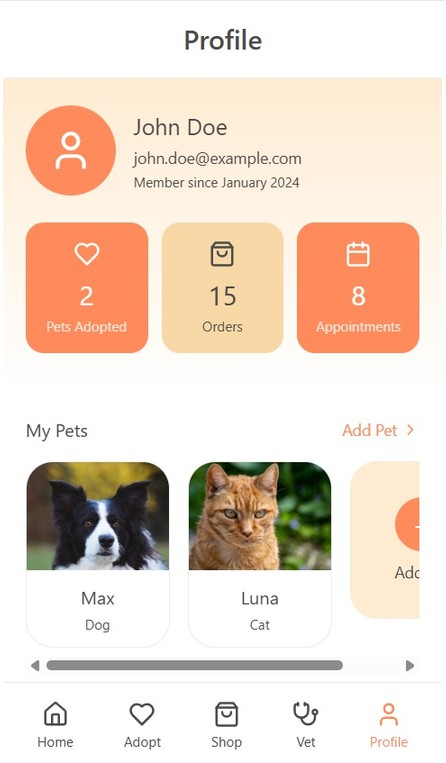 Profile
John Doe
john.doe@example.com
Member since January 2024
2
Pets Adopted
15
Orders
8
Appointments
My Pets
Add Pet
Max
Dog
Luna
Cat
Home
Adopt
Shop
Vet
Profile